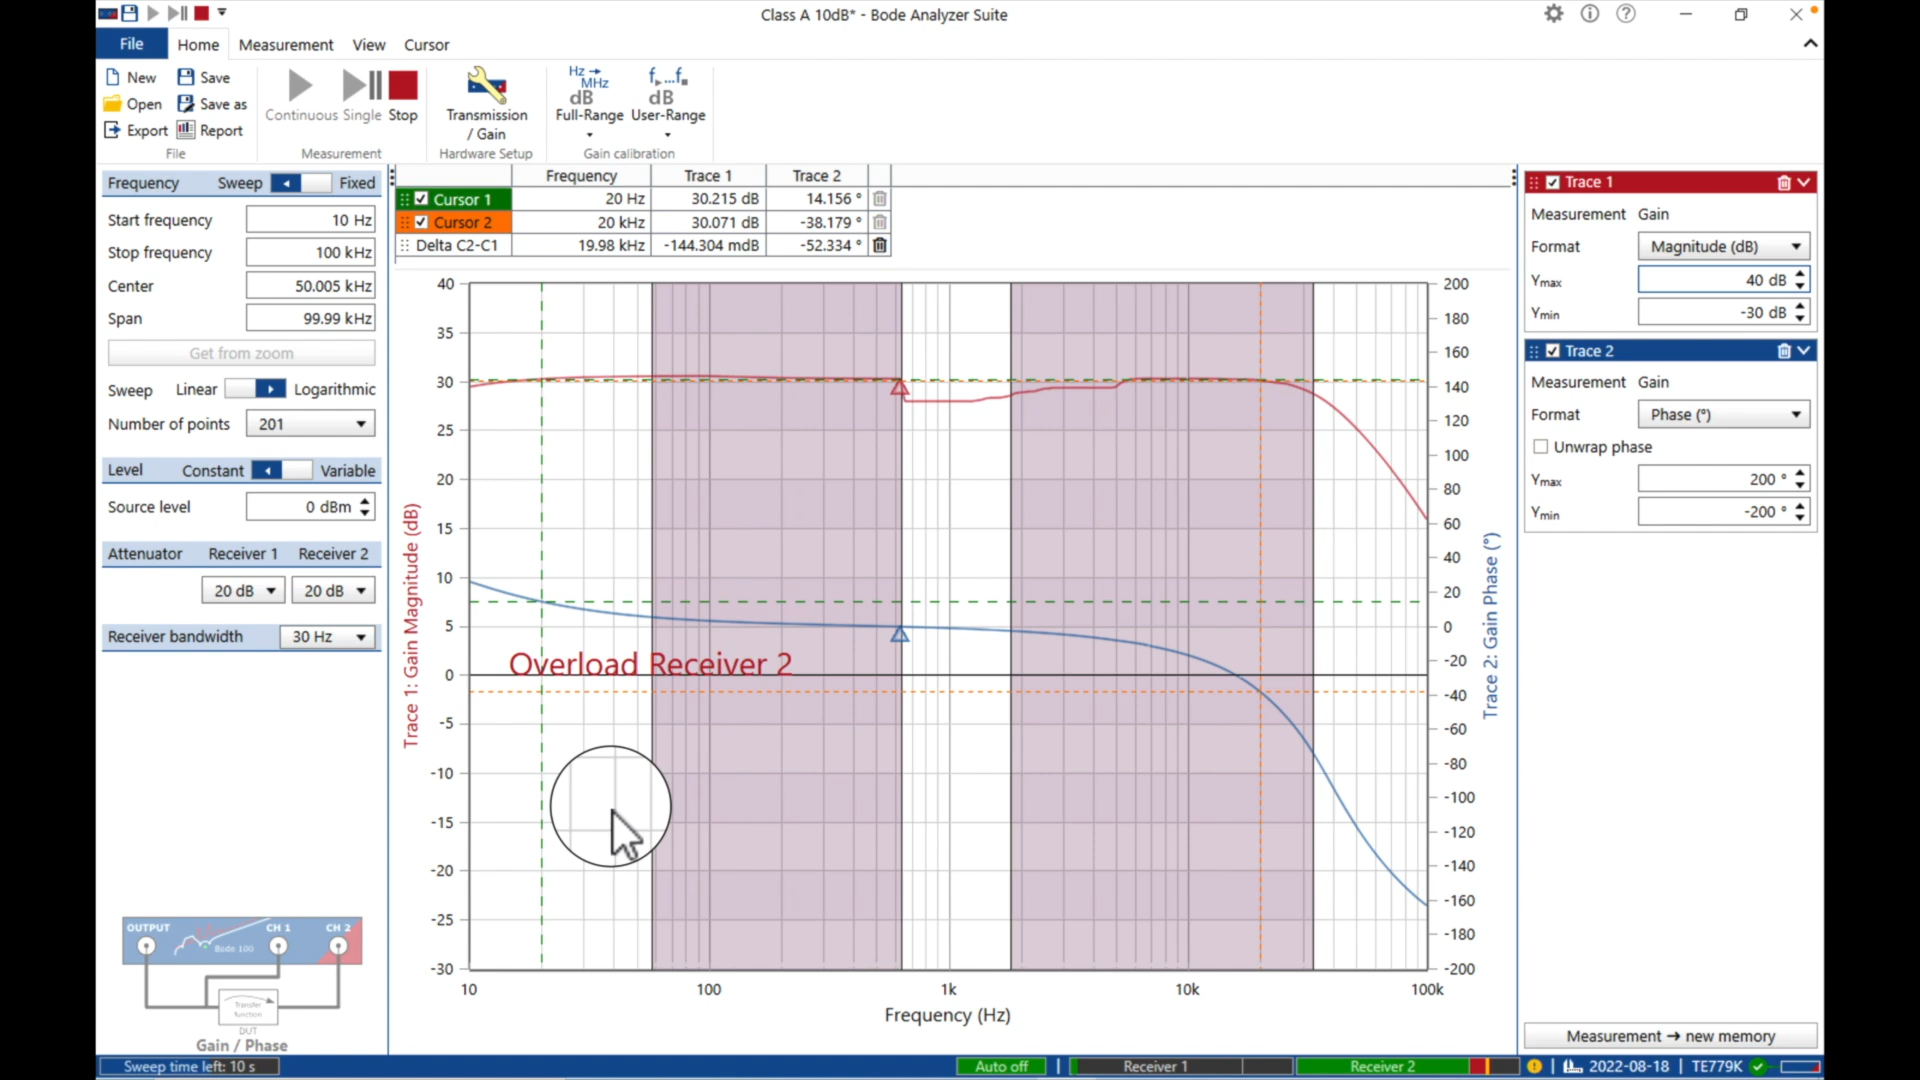 Class A 10dB* - Bode Analyzer Suite
File Home Measurement View Cursor
New Save
Open Save as
Export Report
File
Continuous Single Stop
Measurement
Transmission
/ Gain
Hardware Setup
Hz
MHz
dB
Full-Range
f...f
dB
User-Range
Gain calibration
Frequency Sweep Fixed
Start frequency 10 Hz
Stop frequency 100 kHz
Center 50.005 kHz
Span 99.99 kHz
Get from zoom
Sweep Linear Logarithmic
Number of points 201
Level Constant Variable
Source level 0 dBm
Attenuator Receiver 1 Receiver 2
20 dB 20 dB
Receiver bandwidth 30 Hz
OUTPUT CH 1 CH 2
Bode 100
Transfer
function
DUT
Gain / Phase
Frequency Trace 1 Trace 2
Cursor 1 20 Hz 30.215 dB 14.156 °
Cursor 2 20 kHz 30.071 dB -38.179 °
Delta C2-C1 19.98 kHz -144.304 mdB -52.334 °
Trace 1: Gain Magnitude (dB)
40
35
30
25
20
15
10
5
0
-5
-10
-15
-20
-25
-30
Overload Receiver 2
200
180
160
140
120
100
80
60
40
20
0
-20
-40
-60
-80
-100
-120
-140
-160
-180
-200
Trace 2: Gain Phase (°)
10 100 1k 10k 100k
Frequency (Hz)
Trace 1
Measurement Gain
Format Magnitude (dB)
Ymax 40 dB
Ymin -30 dB
Trace 2
Measurement Gain
Format Phase (°)
Unwrap phase
Ymax 200 °
Ymin -200 °
Measurement → new memory
Sweep time left: 10 s Auto off Receiver 1 Receiver 2 2022-08-18 TE779K